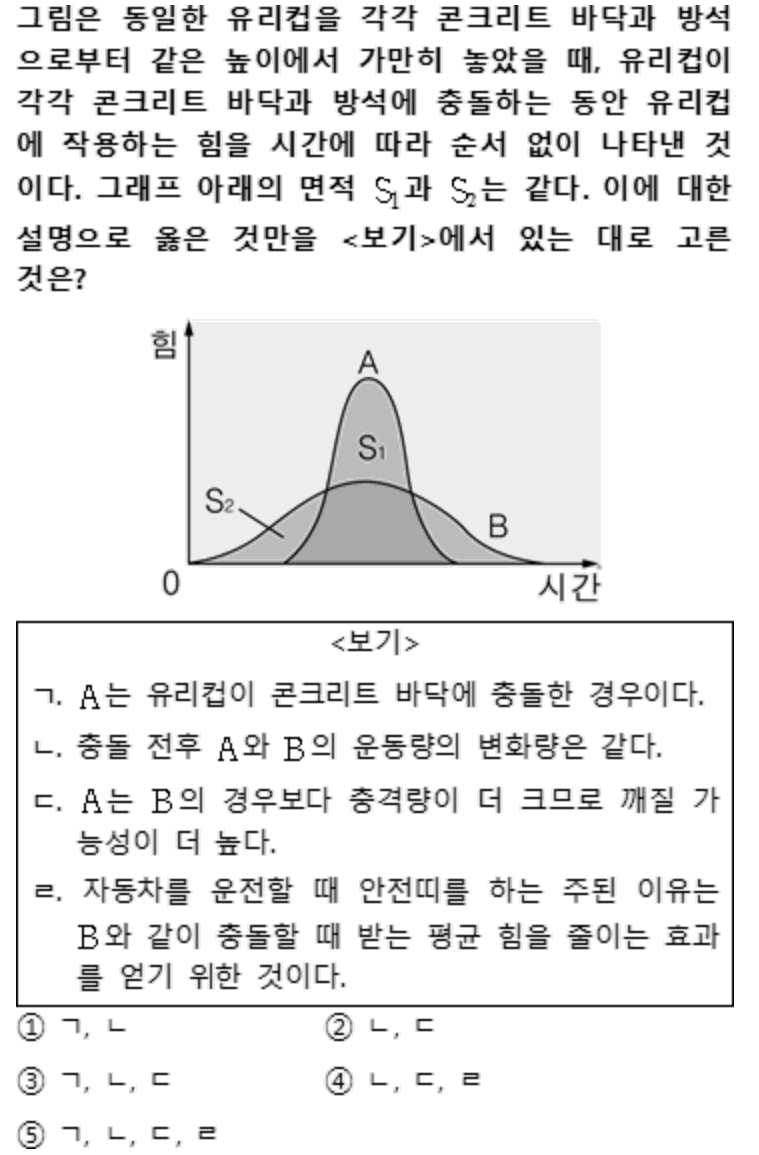 그림은 동일한 유리컵을 각각 콘크리트 바닥과 방석
으로부터 같은 높이에서 가만히 놓았을 때, 유리컵이
각각 콘크리트 바닥과 방석에 충돌하는 동안 유리컵
에 작용하는 힘을 시간에 따라 순서 없이 나타낸 것
이다. 그래프 아래의 면적 S₁과 S₂는 같다. 이에 대한
설명으로 옳은 것만을 <보기>에서 있는 대로 고른
것은?
힘
A
S₁
S₂
B
0
시간
<보기>
ㄱ. A는 유리컵이 콘크리트 바닥에 충돌한 경우이다.
ㄴ. 충돌 전후 A와 B의 운동량의 변화량은 같다.
ㄷ. A는 B의 경우보다 충격량이 더 크므로 깨질 가
능성이 더 높다.
ㄹ. 자동차를 운전할 때 안전띠를 하는 주된 이유는
B와 같이 충돌할 때 받는 평균 힘을 줄이는 효과
를 얻기 위한 것이다.
① ㄱ, ㄴ ② ㄴ, ㄷ
③ ㄱ, ㄴ, ㄷ ④ ㄴ, ㄷ, ㄹ
⑤ ㄱ, ㄴ, ㄷ, ㄹ